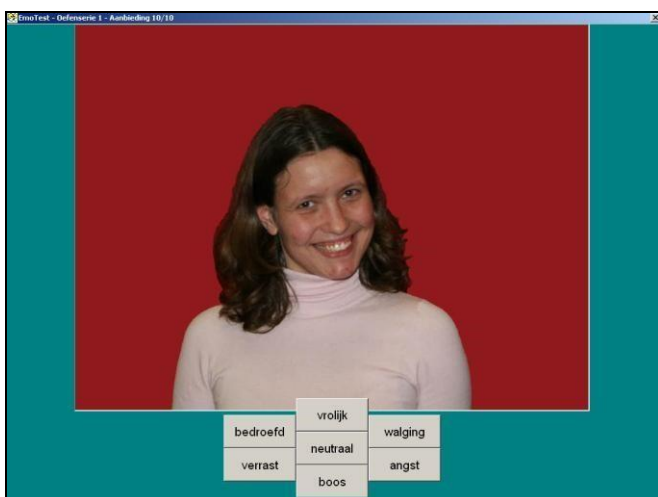 EmoTest - Oefenserie 1 - Aanbieding 10/10
vrolijk
bedroefd
walging
neutraal
verrast
angst
boos